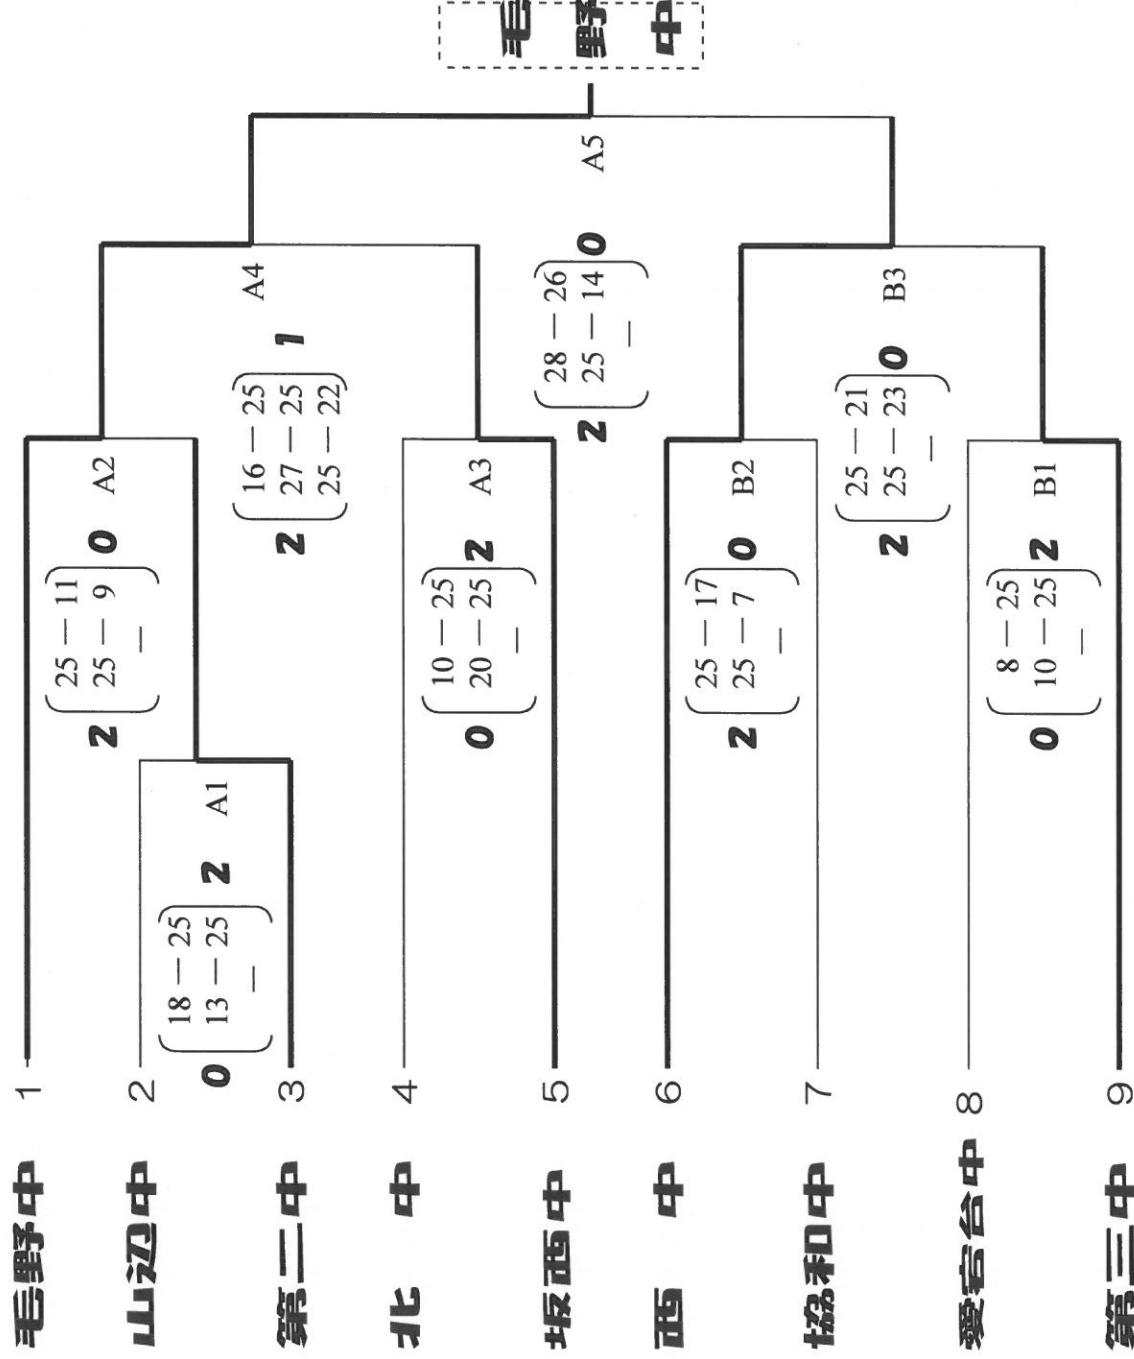 毛野中
A5
2 28 — 26 0
25 — 14
—
A4
2 16 — 25 1
27 — 25
25 — 22
B3
2 25 — 21 0
25 — 23
—
A2
2 25 — 11 0
25 — 9
—
A3
0 10 — 25 2
20 — 25
—
B2
2 25 — 17 0
25 — 7
—
B1
0 8 — 25 2
10 — 25
—
A1
0 18 — 25 2
13 — 25
—
毛野中 1
山辺中 2
第二中 3
北 中 4
坂西中 5
西 中 6
協和中 7
愛宕台中 8
第三中 9